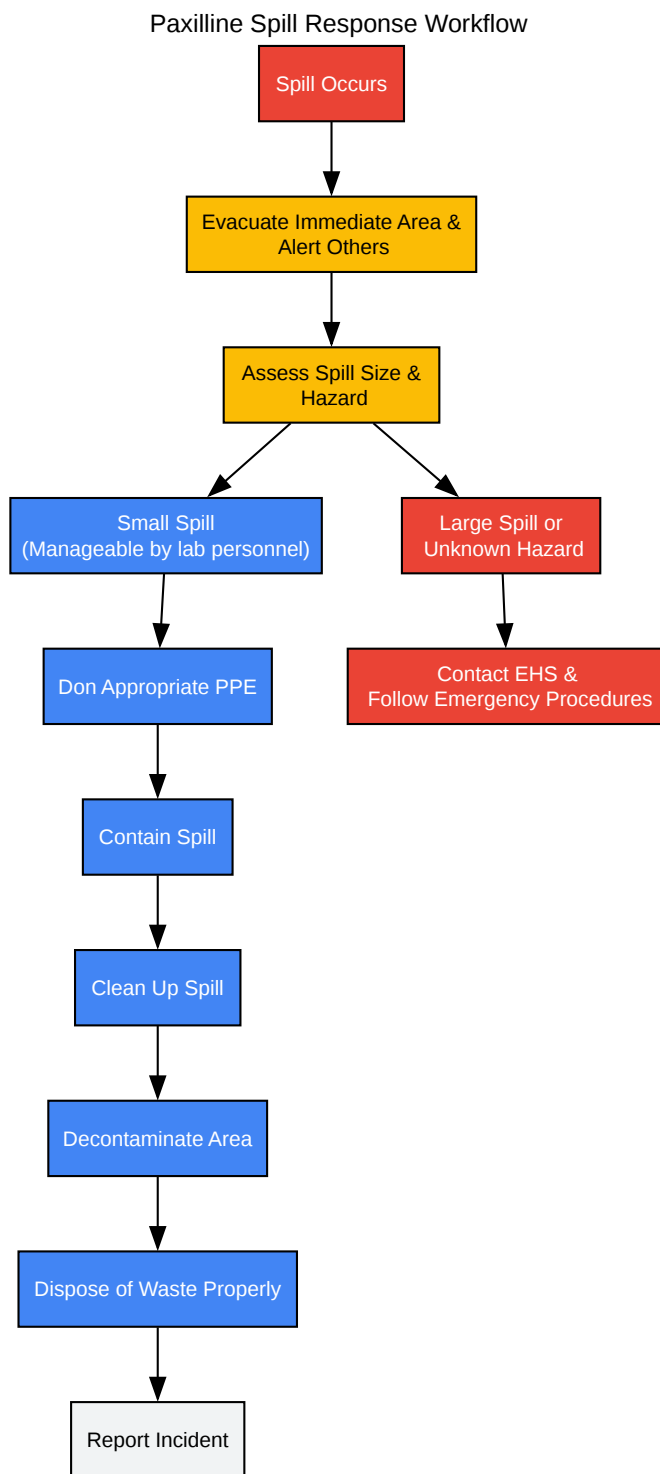 Paxilline Spill Response Workflow
Spill Occurs
Evacuate Immediate Area &
Alert Others
Assess Spill Size &
Hazard
Small Spill
(Manageable by lab personnel)
Large Spill or
Unknown Hazard
Don Appropriate PPE
Contact EHS &
Follow Emergency Procedures
Contain Spill
Clean Up Spill
Decontaminate Area
Dispose of Waste Properly
Report Incident